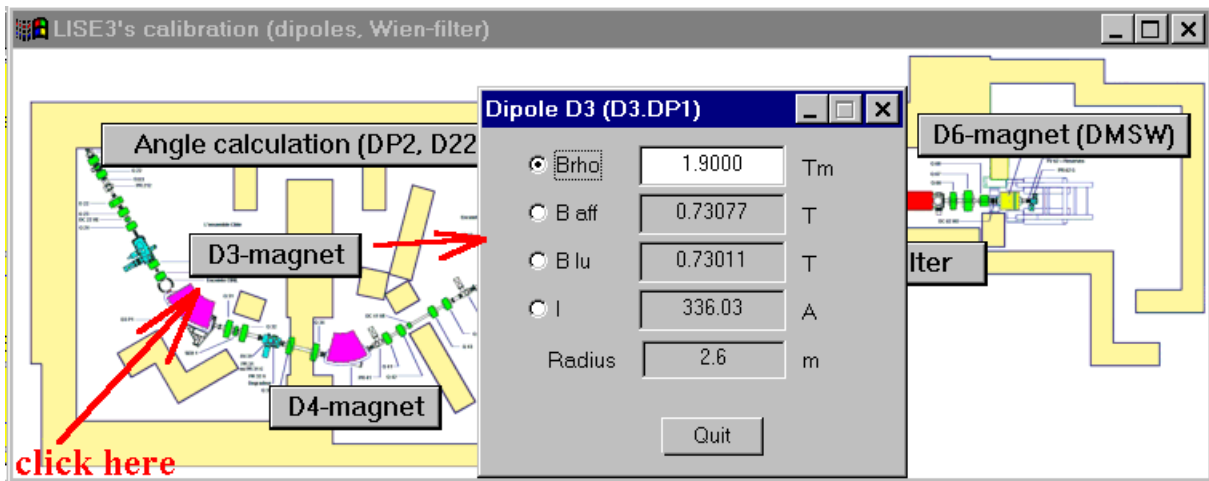 LISE3's calibration (dipoles, Wien-filter)
Dipole D3 (D3.DP1)
Angle calculation (DP2, D22
D6-magnet (DMSW)
Brho 1.9000 Tm
B aff 0.73077 T
D3-magnet
B lu 0.73011 T
lter
I 336.03 A
Radius 2.6 m
D4-magnet
Quit
click here